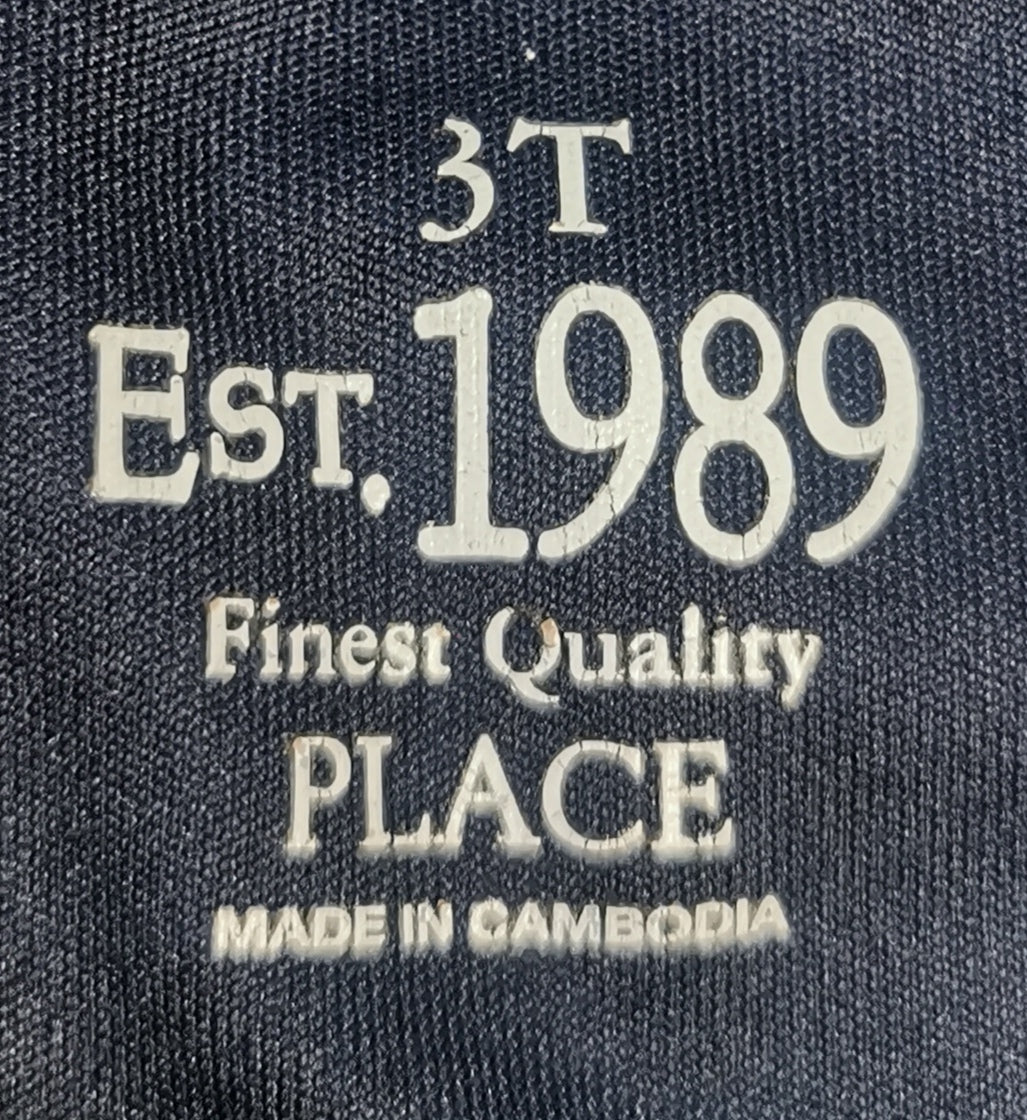 3T
EST. 1989
Finest Quality
PLACE
MADE IN CAMBODIA